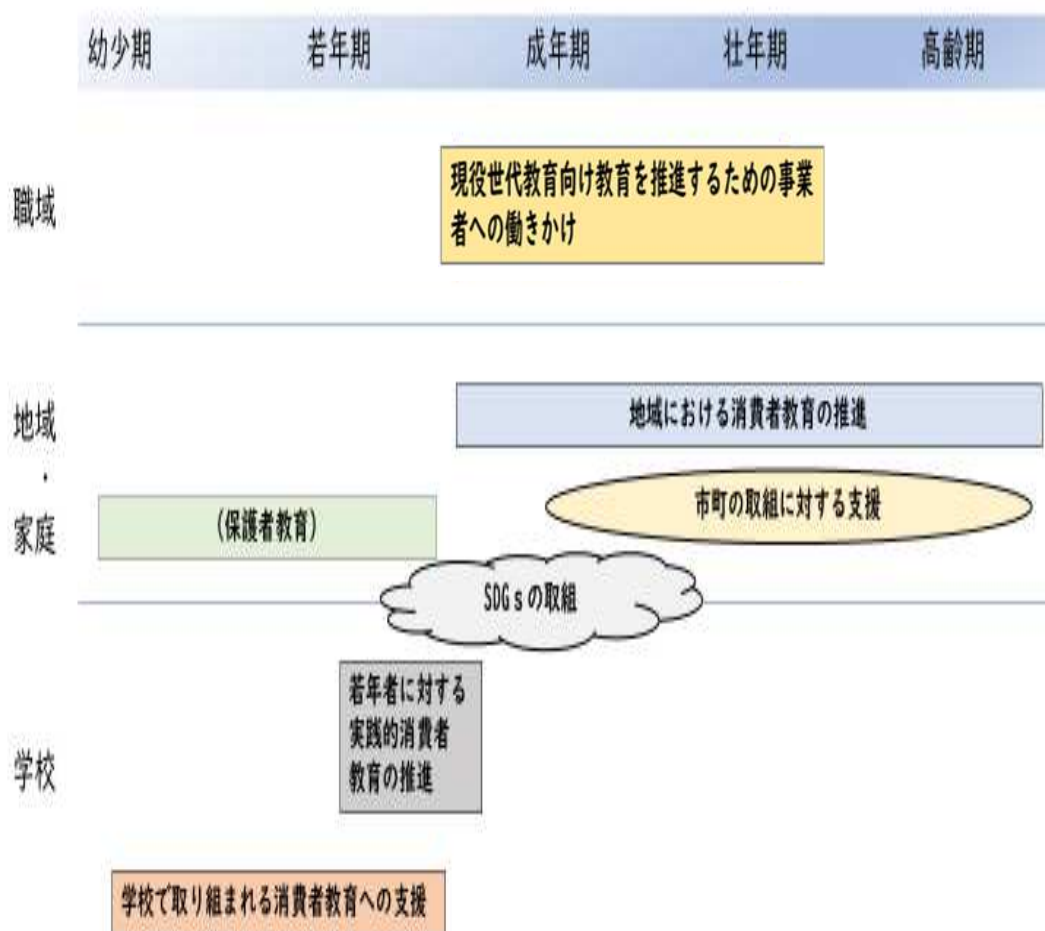 幼少期 若年期 成年期 壮年期 高齢期
職域
現役世代教育向け教育を推進するための事業
者への働きかけ
地域
・
家庭
地域における消費者教育の推進
市町の取組に対する支援
(保護者教育)
SDGsの取組
学校
若年者に対する
実践的消費者
教育の推進
学校で取り組まれる消費者教育への支援